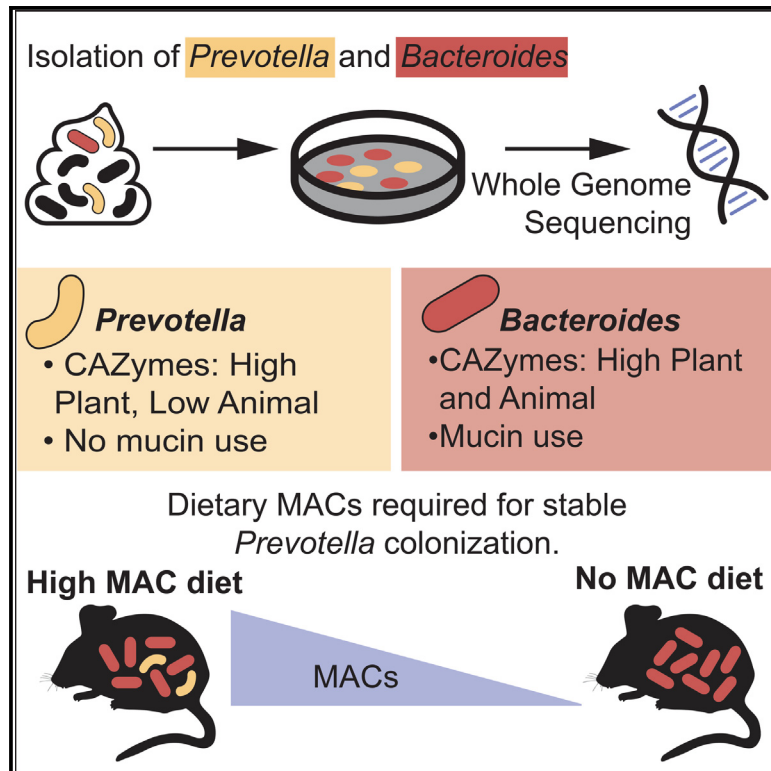 Isolation of Prevotella and Bacteroides
Whole Genome
Sequencing
Prevotella
• CAZymes: High
Plant, Low Animal
• No mucin use
Bacteroides
•CAZymes: High Plant
and Animal
•Mucin use
Dietary MACs required for stable
Prevotella colonization.
High MAC diet
No MAC diet
MACs